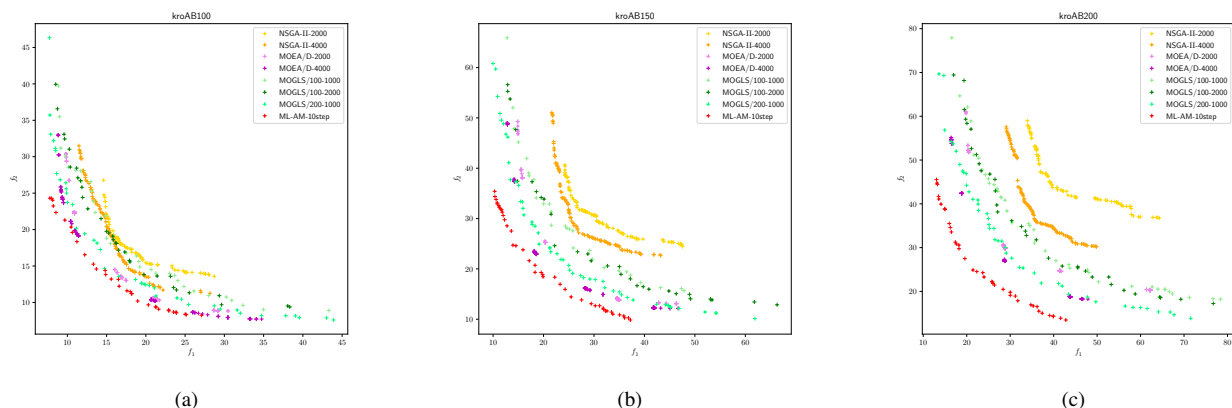 kroAB100
45
40
35
30
25
20
15
10
f₂
10 15 20 25 30 35 40 45
f₁
NSGA-II-2000
NSGA-II-4000
MOEA/D-2000
MOEA/D-4000
MOGLS/100-1000
MOGLS/100-2000
MOGLS/200-1000
ML-AM-10step
(a)
kroAB150
60
50
40
30
20
10
f₂
10 20 30 40 50 60
f₁
NSGA-II-2000
NSGA-II-4000
MOEA/D-2000
MOEA/D-4000
MOGLS/100-1000
MOGLS/100-2000
MOGLS/200-1000
ML-AM-10step
(b)
kroAB200
80
70
60
50
40
30
20
f₂
10 20 30 40 50 60 70 80
f₁
NSGA-II-2000
NSGA-II-4000
MOEA/D-2000
MOEA/D-4000
MOGLS/100-1000
MOGLS/100-2000
MOGLS/200-1000
ML-AM-10step
(c)